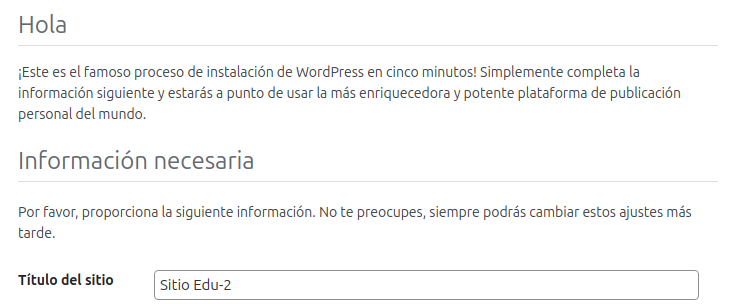 Hola
¡Este es el famoso proceso de instalación de WordPress en cinco minutos! Simplemente completa la
información siguiente y estarás a punto de usar la más enriquecedora y potente plataforma de publicación
personal del mundo.
Información necesaria
Por favor, proporciona la siguiente información. No te preocupes, siempre podrás cambiar estos ajustes más
tarde.
Título del sitio
Sitio Edu-2